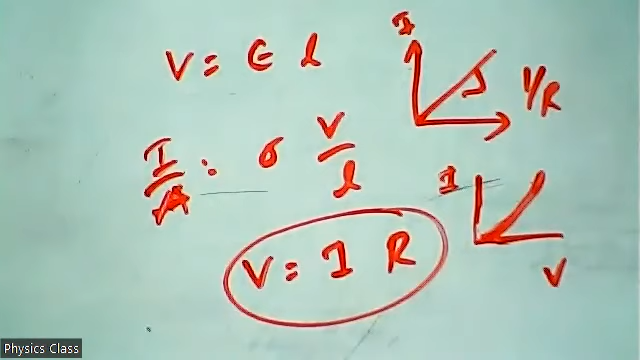 V = E l
I
1/R
I/A = σ V/l
I
V = I R
V
Physics Class